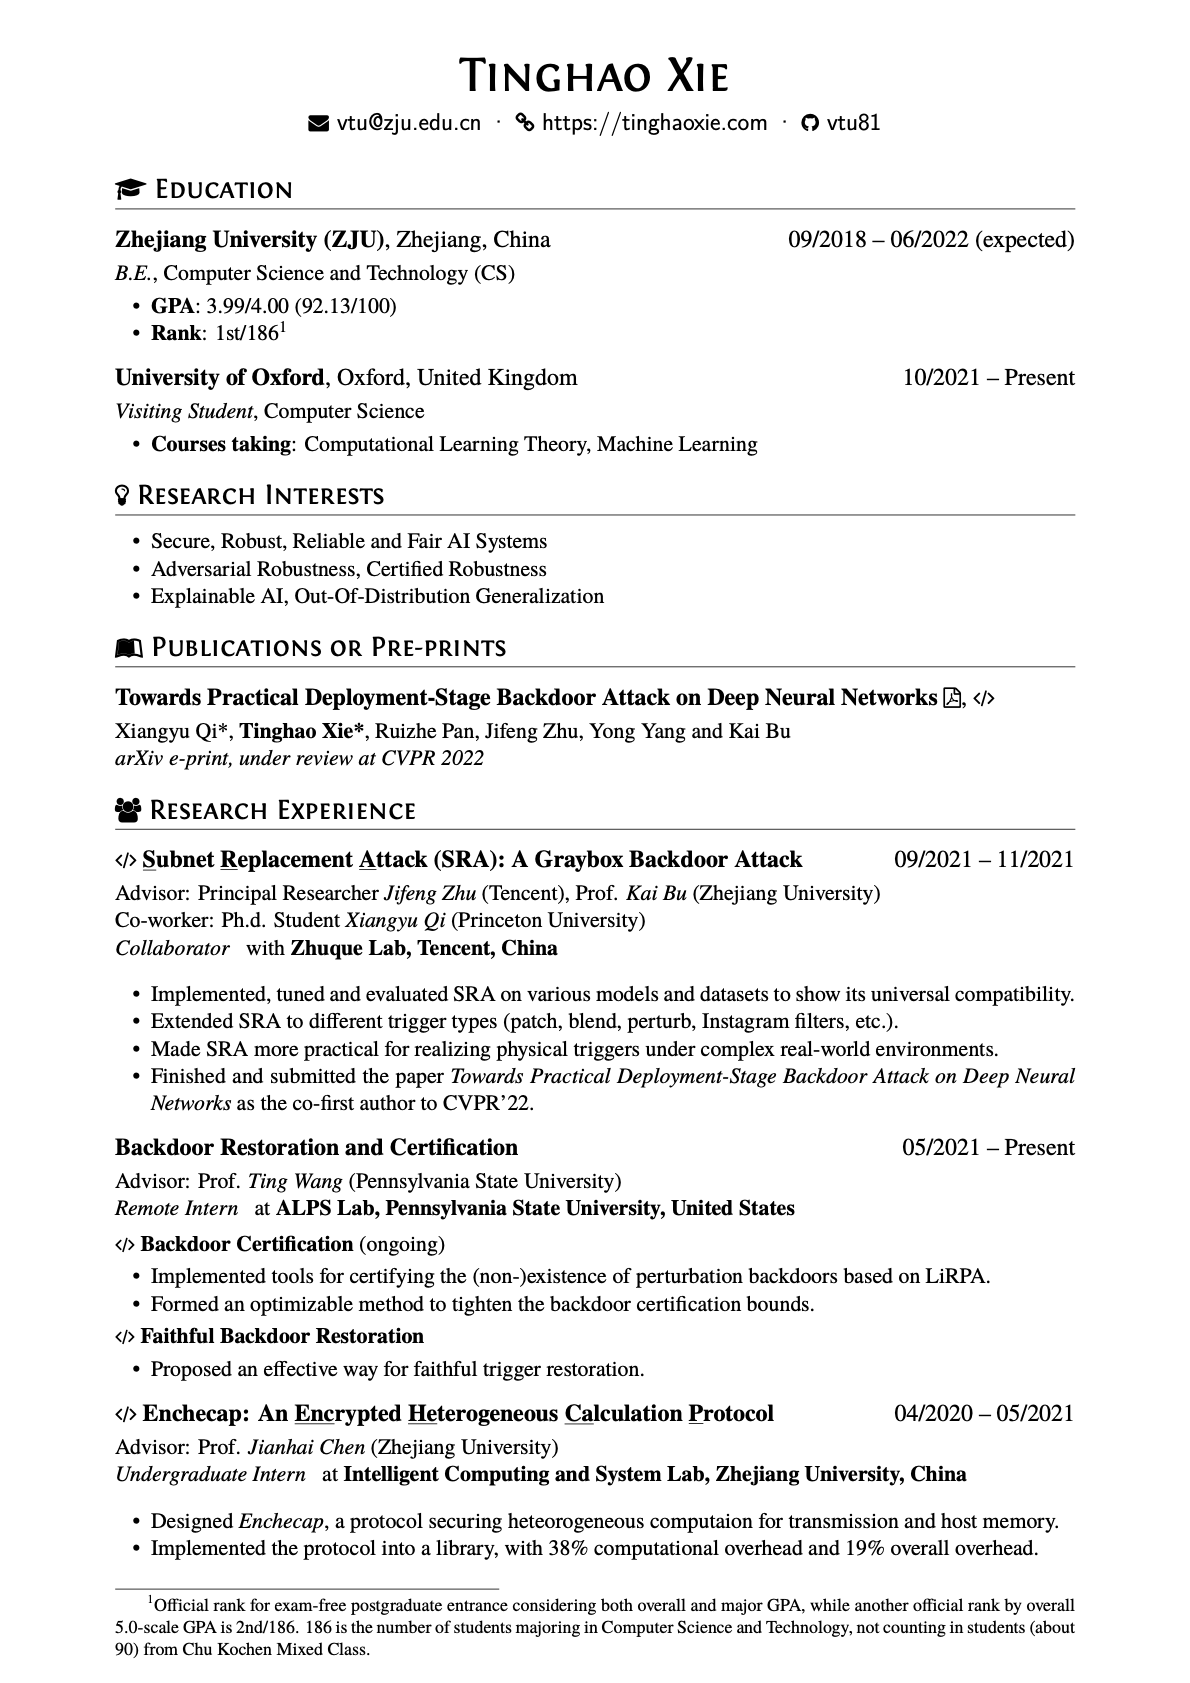 Tinghao Xie
vtu@zju.edu.cn · https://tinghaoxie.com · vtu81
Education
Zhejiang University (ZJU), Zhejiang, China 09/2018 – 06/2022 (expected)
B.E., Computer Science and Technology (CS)
• GPA: 3.99/4.00 (92.13/100)
• Rank: 1st/186¹
University of Oxford, Oxford, United Kingdom 10/2021 – Present
Visiting Student, Computer Science
• Courses taking: Computational Learning Theory, Machine Learning
Research Interests
• Secure, Robust, Reliable and Fair AI Systems
• Adversarial Robustness, Certified Robustness
• Explainable AI, Out-Of-Distribution Generalization
Publications or Pre-prints
Towards Practical Deployment-Stage Backdoor Attack on Deep Neural Networks , </>
Xiangyu Qi*, Tinghao Xie*, Ruizhe Pan, Jifeng Zhu, Yong Yang and Kai Bu
arXiv e-print, under review at CVPR 2022
Research Experience
</> Subnet Replacement Attack (SRA): A Graybox Backdoor Attack 09/2021 – 11/2021
Advisor: Principal Researcher Jifeng Zhu (Tencent), Prof. Kai Bu (Zhejiang University)
Co-worker: Ph.d. Student Xiangyu Qi (Princeton University)
Collaborator with Zhuque Lab, Tencent, China
• Implemented, tuned and evaluated SRA on various models and datasets to show its universal compatibility.
• Extended SRA to different trigger types (patch, blend, perturb, Instagram filters, etc.).
• Made SRA more practical for realizing physical triggers under complex real-world environments.
• Finished and submitted the paper Towards Practical Deployment-Stage Backdoor Attack on Deep Neural
Networks as the co-first author to CVPR’22.
Backdoor Restoration and Certification 05/2021 – Present
Advisor: Prof. Ting Wang (Pennsylvania State University)
Remote Intern at ALPS Lab, Pennsylvania State University, United States
</> Backdoor Certification (ongoing)
• Implemented tools for certifying the (non-)existence of perturbation backdoors based on LiRPA.
• Formed an optimizable method to tighten the backdoor certification bounds.
</> Faithful Backdoor Restoration
• Proposed an effective way for faithful trigger restoration.
</> Enchecap: An Encrypted Heterogeneous Calculation Protocol 04/2020 – 05/2021
Advisor: Prof. Jianhai Chen (Zhejiang University)
Undergraduate Intern at Intelligent Computing and System Lab, Zhejiang University, China
• Designed Enchecap, a protocol securing heteorogeneous computaion for transmission and host memory.
• Implemented the protocol into a library, with 38% computational overhead and 19% overall overhead.
¹Official rank for exam-free postgraduate entrance considering both overall and major GPA, while another official rank by overall
5.0-scale GPA is 2nd/186. 186 is the number of students majoring in Computer Science and Technology, not counting in students (about
90) from Chu Kochen Mixed Class.